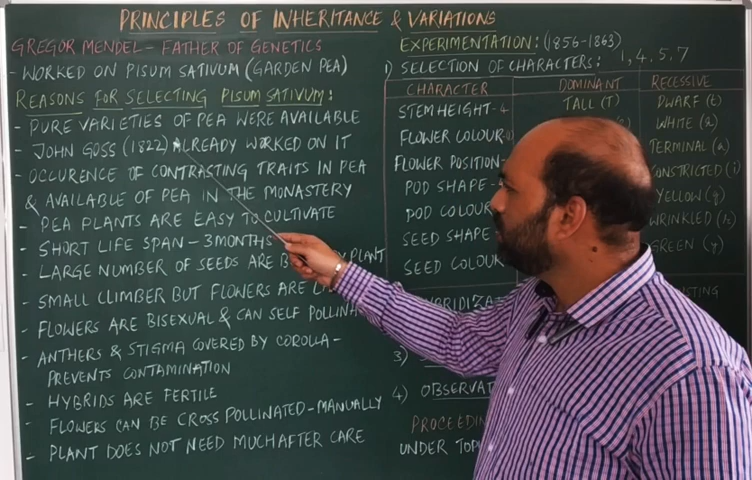 PRINCIPLES OF INHERITANCE & VARIATIONS
GREGOR MENDEL - FATHER OF GENETICS
- WORKED ON PISUM SATIVUM (GARDEN PEA)
REASONS FOR SELECTING PISUM SATIVUM:
- PURE VARIETIES OF PEA WERE AVAILABLE
- JOHN GOSS (1822) ALREADY WORKED ON IT
- OCCURENCE OF CONTRASTING TRAITS IN PEA
& AVAILABLE OF PEA IN THE MONASTERY
- PEA PLANTS ARE EASY TO CULTIVATE
- SHORT LIFE SPAN - 3 MONTHS
- LARGE NUMBER OF SEEDS ARE PLANT
- SMALL CLIMBER BUT FLOWERS ARE
- FLOWERS ARE BISEXUAL & CAN SELF POLLINA
- ANTHERS & STIGMA COVERED BY COROLLA -
PREVENTS CONTAMINATION
- HYBRIDS ARE FERTILE
- FLOWERS CAN BE CROSS POLLINATED - MANUALLY
- PLANT DOES NOT NEED MUCH AFTER CARE
EXPERIMENTATION: (1856-1863)
1) SELECTION OF CHARACTERS: 1, 4, 5, 7
CHARACTER DOMINANT RECESSIVE
STEM HEIGHT - 4 TALL (T) DWARF (t)
FLOWER COLOUR - WHITE
FLOWER POSITION - TERMINAL (a)
POD SHAPE - CONSTRICTED (i)
POD COLOUR YELLOW (g)
SEED SHAPE - WRINKLED
SEED COLOUR GREEN (y)
YBRIDIZA STING
3)
4) OBSERVAT
PROCEED
UNDER TOP